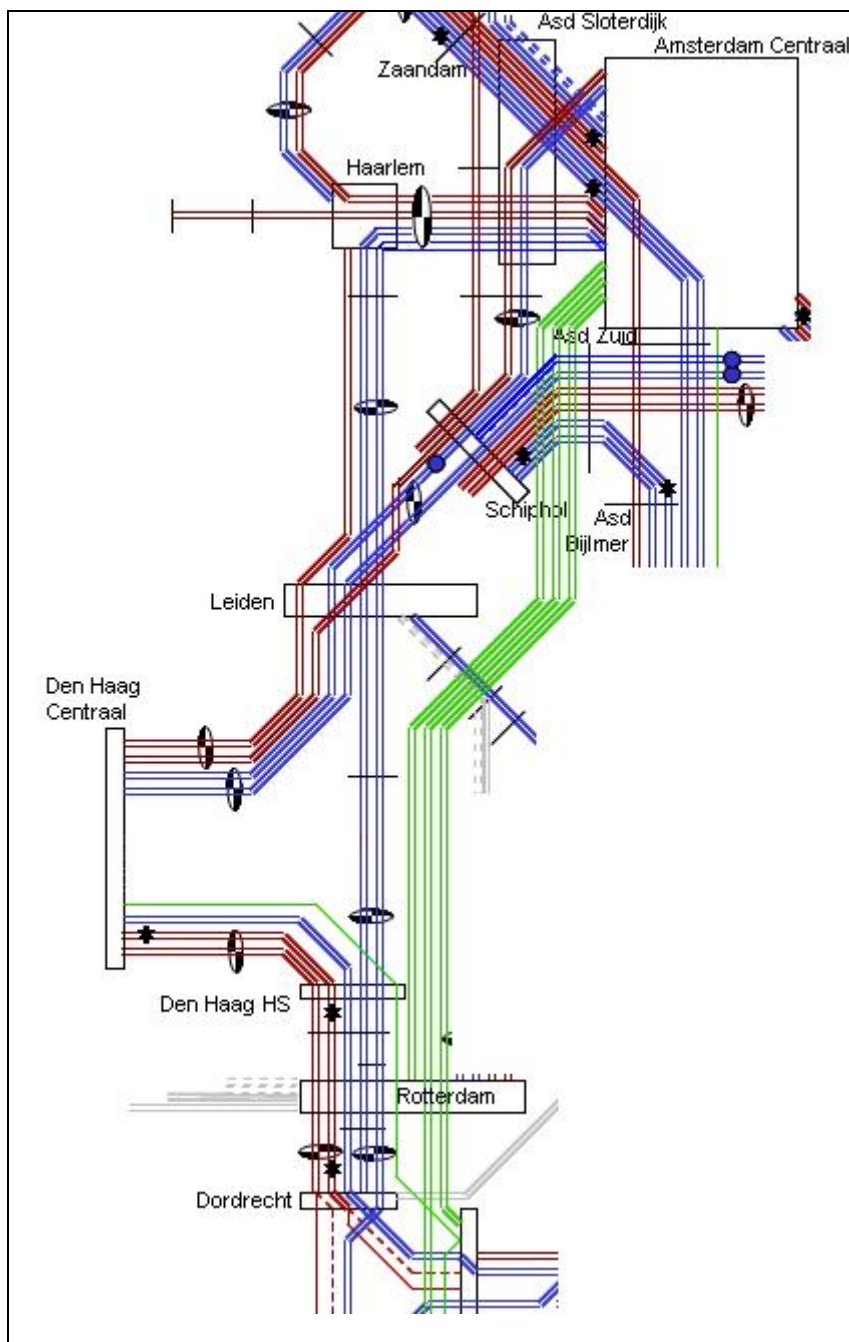 Asd Sloterdijk
Amsterdam Centraal
Zaandam
Haarlem
Asd Zuid
Schiphol
Asd
Bijlmer
Leiden
Den Haag
Centraal
Den Haag HS
Rotterdam
Dordrecht